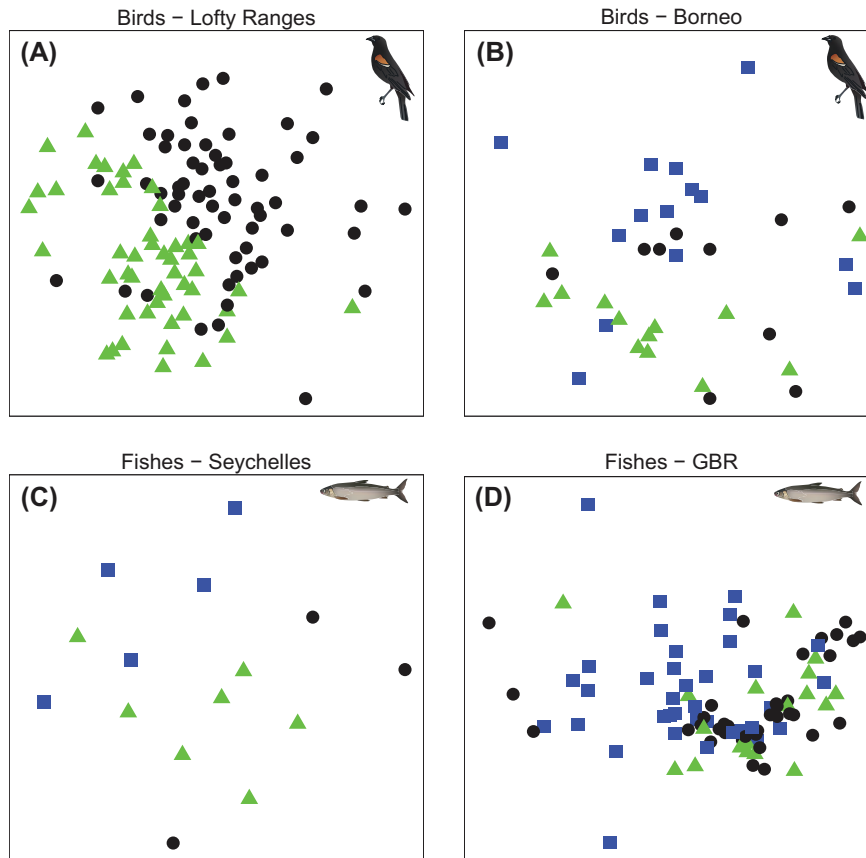 Birds − Lofty Ranges
(A)
Birds − Borneo
(B)
Fishes − Seychelles
(C)
Fishes − GBR
(D)